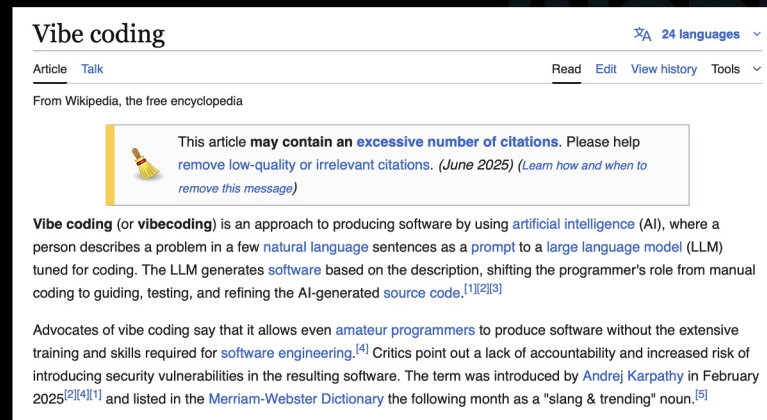 Vibe coding
文A 24 languages
Article Talk Read Edit View history Tools
From Wikipedia, the free encyclopedia
This article may contain an excessive number of citations. Please help
remove low-quality or irrelevant citations. (June 2025) (Learn how and when to
remove this message)
Vibe coding (or vibecoding) is an approach to producing software by using artificial intelligence (AI), where a
person describes a problem in a few natural language sentences as a prompt to a large language model (LLM)
tuned for coding. The LLM generates software based on the description, shifting the programmer's role from manual
coding to guiding, testing, and refining the AI-generated source code.[1][2][3]
Advocates of vibe coding say that it allows even amateur programmers to produce software without the extensive
training and skills required for software engineering.[4] Critics point out a lack of accountability and increased risk of
introducing security vulnerabilities in the resulting software. The term was introduced by Andrej Karpathy in February
2025[2][4][1] and listed in the Merriam-Webster Dictionary the following month as a "slang & trending" noun.[5]